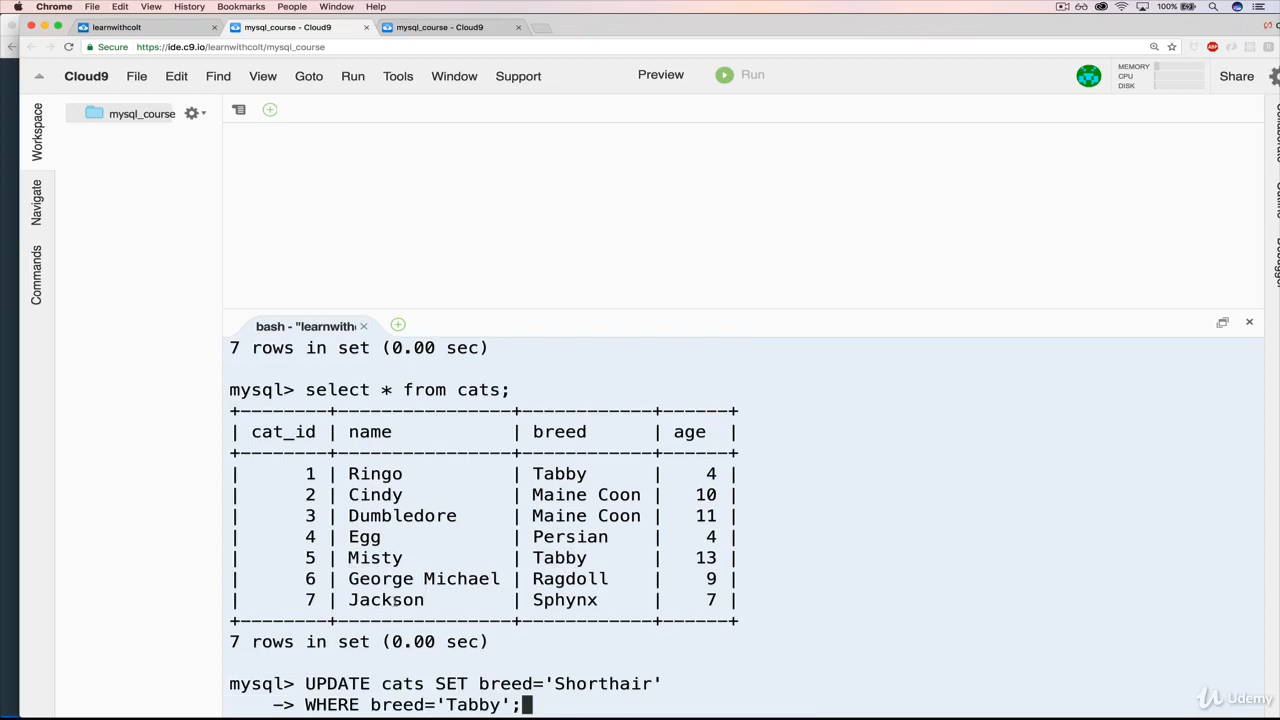 Chrome File Edit View History Bookmarks People Window Help 100%
learnwithcolt mysql_course - Cloud9 mysql_course - Cloud9
Secure https://ide.c9.io/learnwithcolt/mysql_course
Cloud9 File Edit Find View Goto Run Tools Window Support Preview Run MEMORY CPU DISK Share
Workspace
Navigate
Commands
mysql_course
bash - "learnwith
7 rows in set (0.00 sec)
mysql> select * from cats;
+--------+----------------+------------+------+
| cat_id | name | breed | age |
+--------+----------------+------------+------+
| 1 | Ringo | Tabby | 4 |
| 2 | Cindy | Maine Coon | 10 |
| 3 | Dumbledore | Maine Coon | 11 |
| 4 | Egg | Persian | 4 |
| 5 | Misty | Tabby | 13 |
| 6 | George Michael | Ragdoll | 9 |
| 7 | Jackson | Sphynx | 7 |
+--------+----------------+------------+------+
7 rows in set (0.00 sec)
mysql> UPDATE cats SET breed='Shorthair'
-> WHERE breed='Tabby';
Udemy